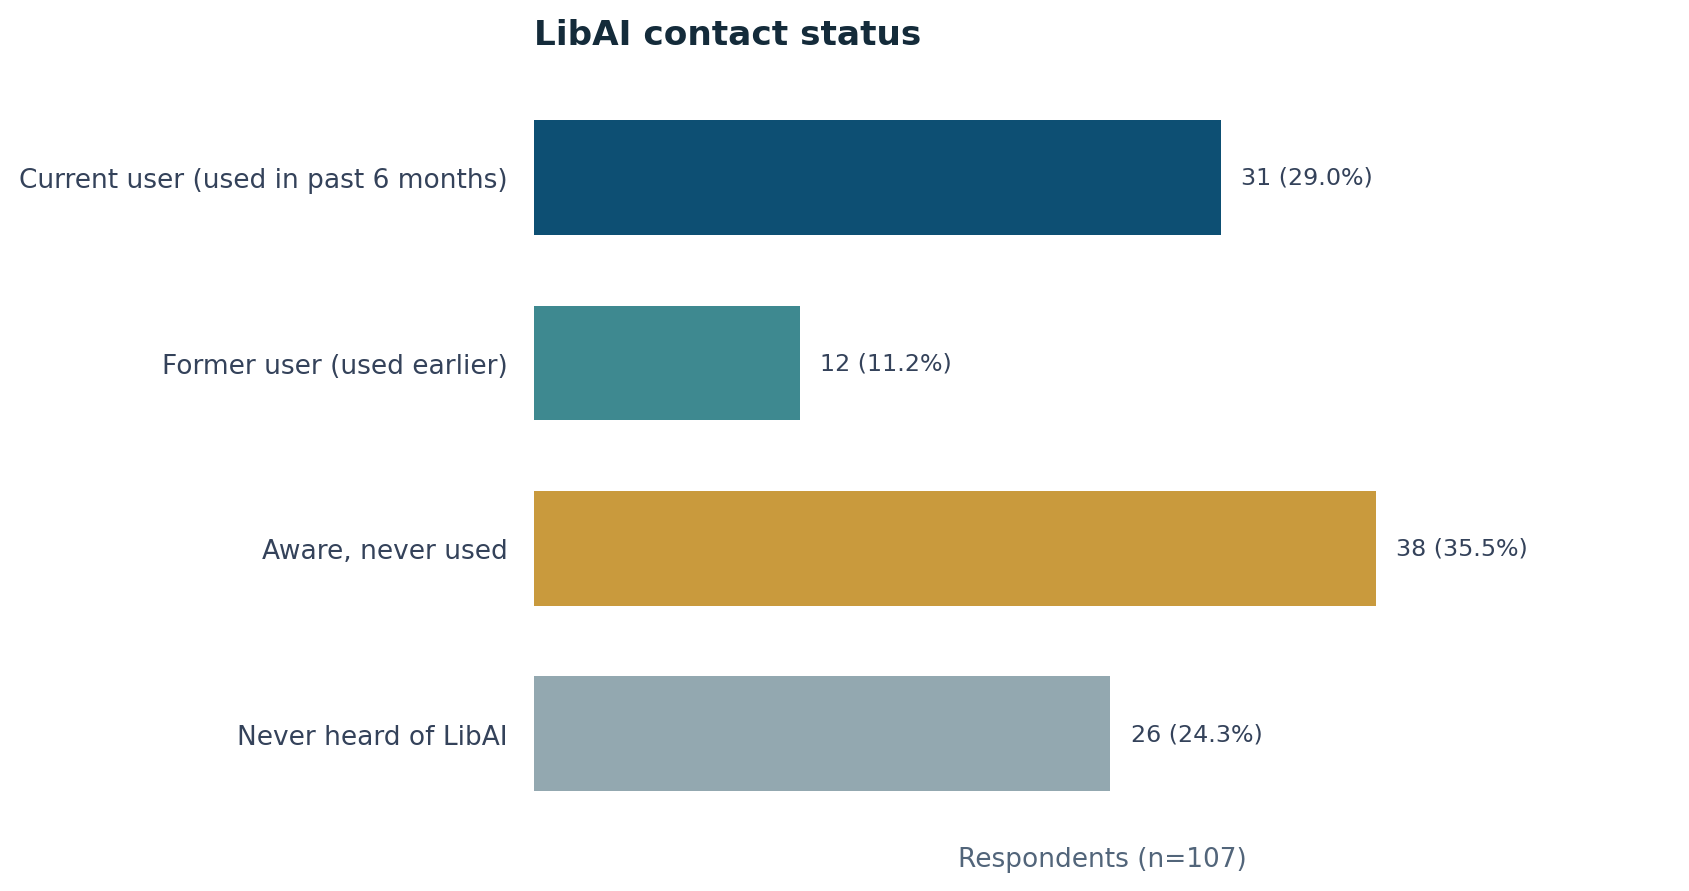 LibAI contact status
Current user (used in past 6 months)
31 (29.0%)
Former user (used earlier)
12 (11.2%)
Aware, never used
38 (35.5%)
Never heard of LibAI
26 (24.3%)
Respondents (n=107)